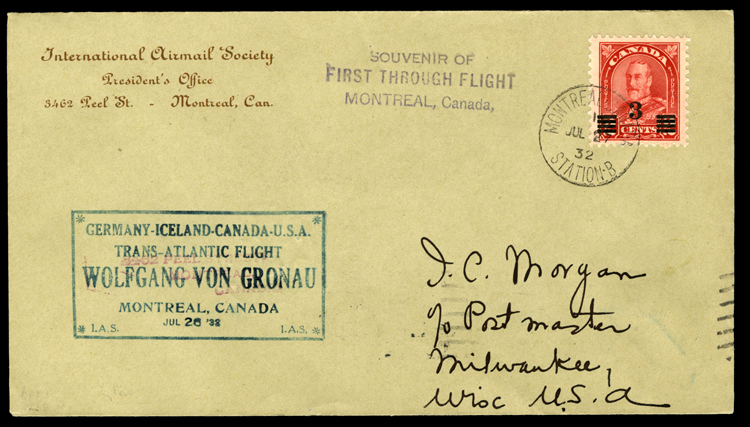 International Airmail Society
President's Office
3462 Peel St. - Montreal, Can.
SOUVENIR OF
FIRST THROUGH FLIGHT
MONTREAL, Canada,
CANADA
3
CENTS
MONTREAL
JUL 26
32
STATION-B
GERMANY-ICELAND-CANADA-U.S.A.
TRANS-ATLANTIC FLIGHT
WOLFGANG VON GRONAU
MONTREAL, CANADA
JUL 26 '32
* I.A.S. I.A.S. *
I.C. Morgan
c/o Postmaster
Milwaukee,
Wisc U.S.A